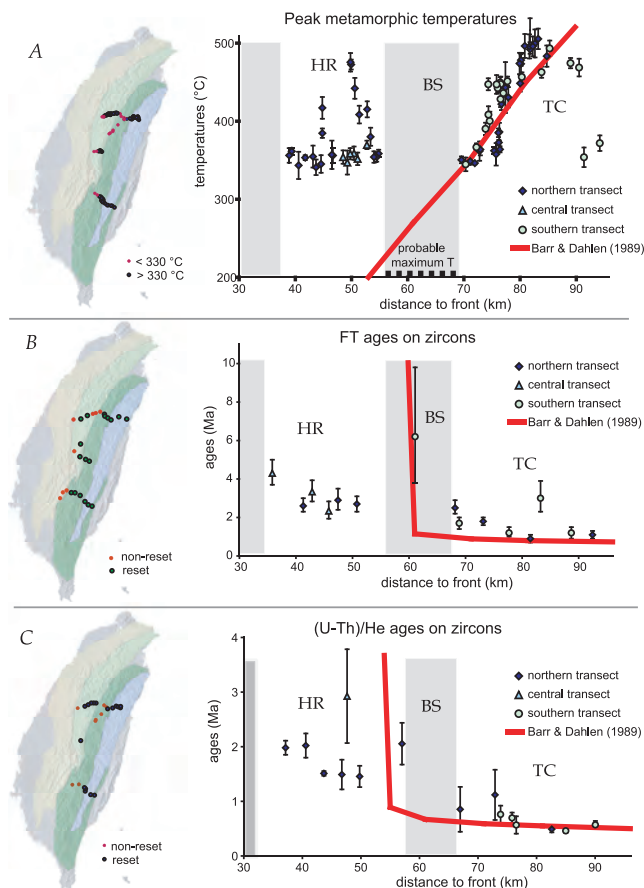 A
Peak metamorphic temperatures
500
400
300
200
temperatures (°C)
HR
BS
TC
northern transect
central transect
southern transect
Barr & Dahlen (1989)
probable
maximum T
< 330 °C
> 330 °C
30 40 50 60 70 80 90
distance to front (km)
B
FT ages on zircons
10
8
6
4
2
0
ages (Ma)
HR
BS
TC
northern transect
central transect
southern transect
Barr & Dahlen (1989)
non-reset
reset
30 40 50 60 70 80 90
distance to front (km)
C
(U-Th)/He ages on zircons
4
3
2
1
0
ages (Ma)
HR
BS
TC
northern transect
central transect
southern transect
Barr & Dahlen (1989)
non-reset
reset
30 40 50 60 70 80 90
distance to front (km)